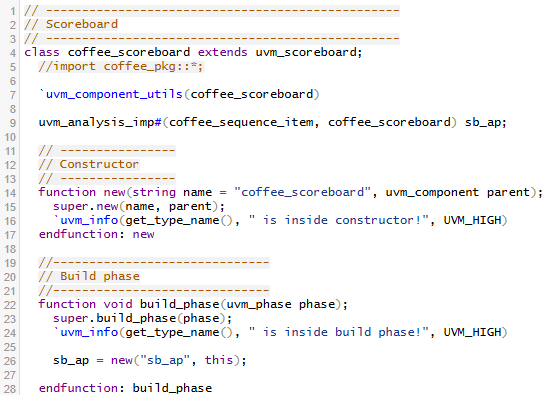 1 // -------------------------------------------------
2 // Scoreboard
3 // -------------------------------------------------
4 class coffee_scoreboard extends uvm_scoreboard;
5   //import coffee_pkg::*;
6
7   `uvm_component_utils(coffee_scoreboard)
8
9   uvm_analysis_imp#(coffee_sequence_item, coffee_scoreboard) sb_ap;
10
11   // ----------------
12   // Constructor
13   // ----------------
14   function new(string name = "coffee_scoreboard", uvm_component parent);
15     super.new(name, parent);
16     `uvm_info(get_type_name(), " is inside constructor!", UVM_HIGH)
17   endfunction: new
18
19   //------------------------------
20   // Build phase
21   //------------------------------
22   function void build_phase(uvm_phase phase);
23     super.build_phase(phase);
24     `uvm_info(get_type_name(), " is inside build phase!", UVM_HIGH)
25
26     sb_ap = new("sb_ap", this);
27
28   endfunction: build_phase